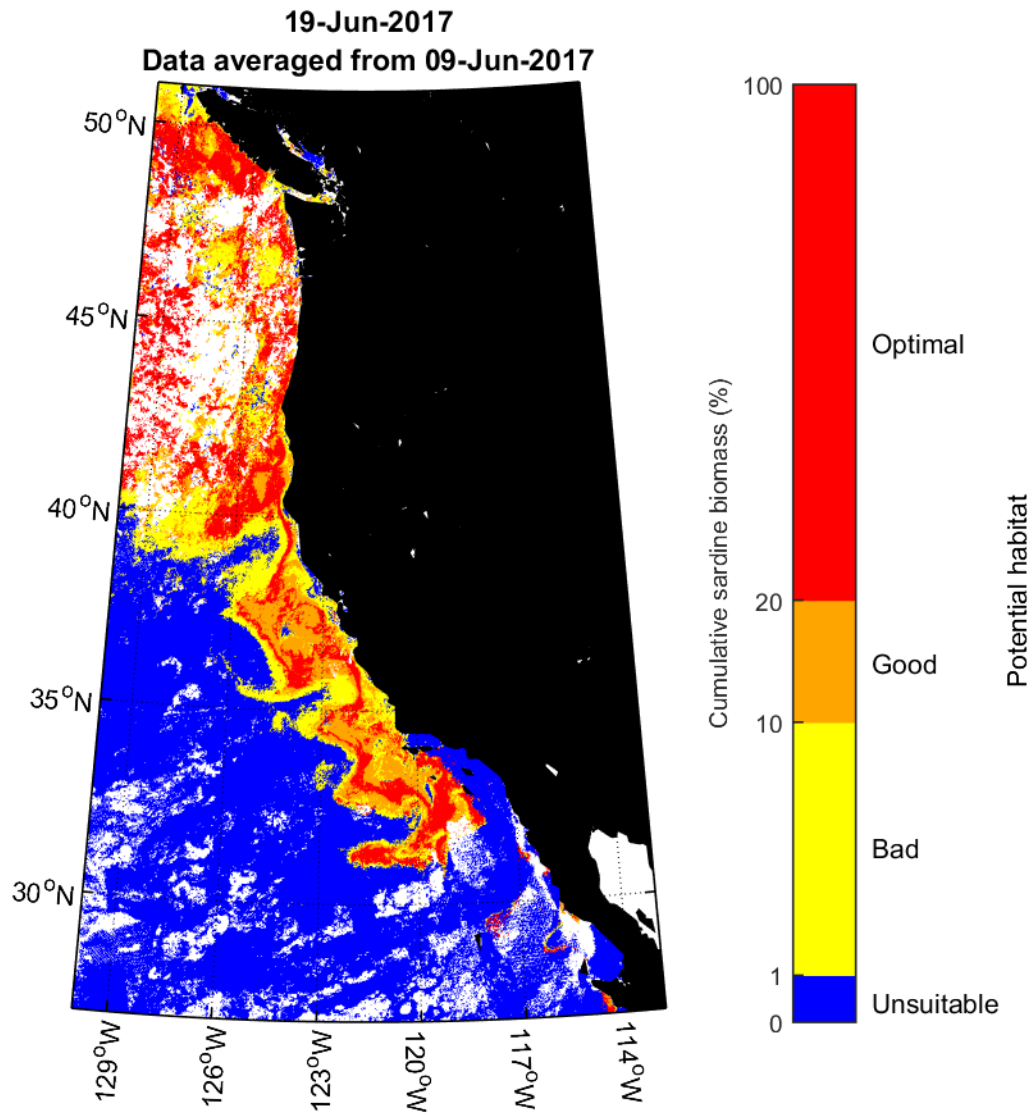 19-Jun-2017
Data averaged from 09-Jun-2017
50°N
45°N
40°N
35°N
30°N
129°W
126°W
123°W
120°W
117°W
114°W
100
20
10
1
0
Cumulative sardine biomass (%)
Optimal
Good
Bad
Unsuitable
Potential habitat